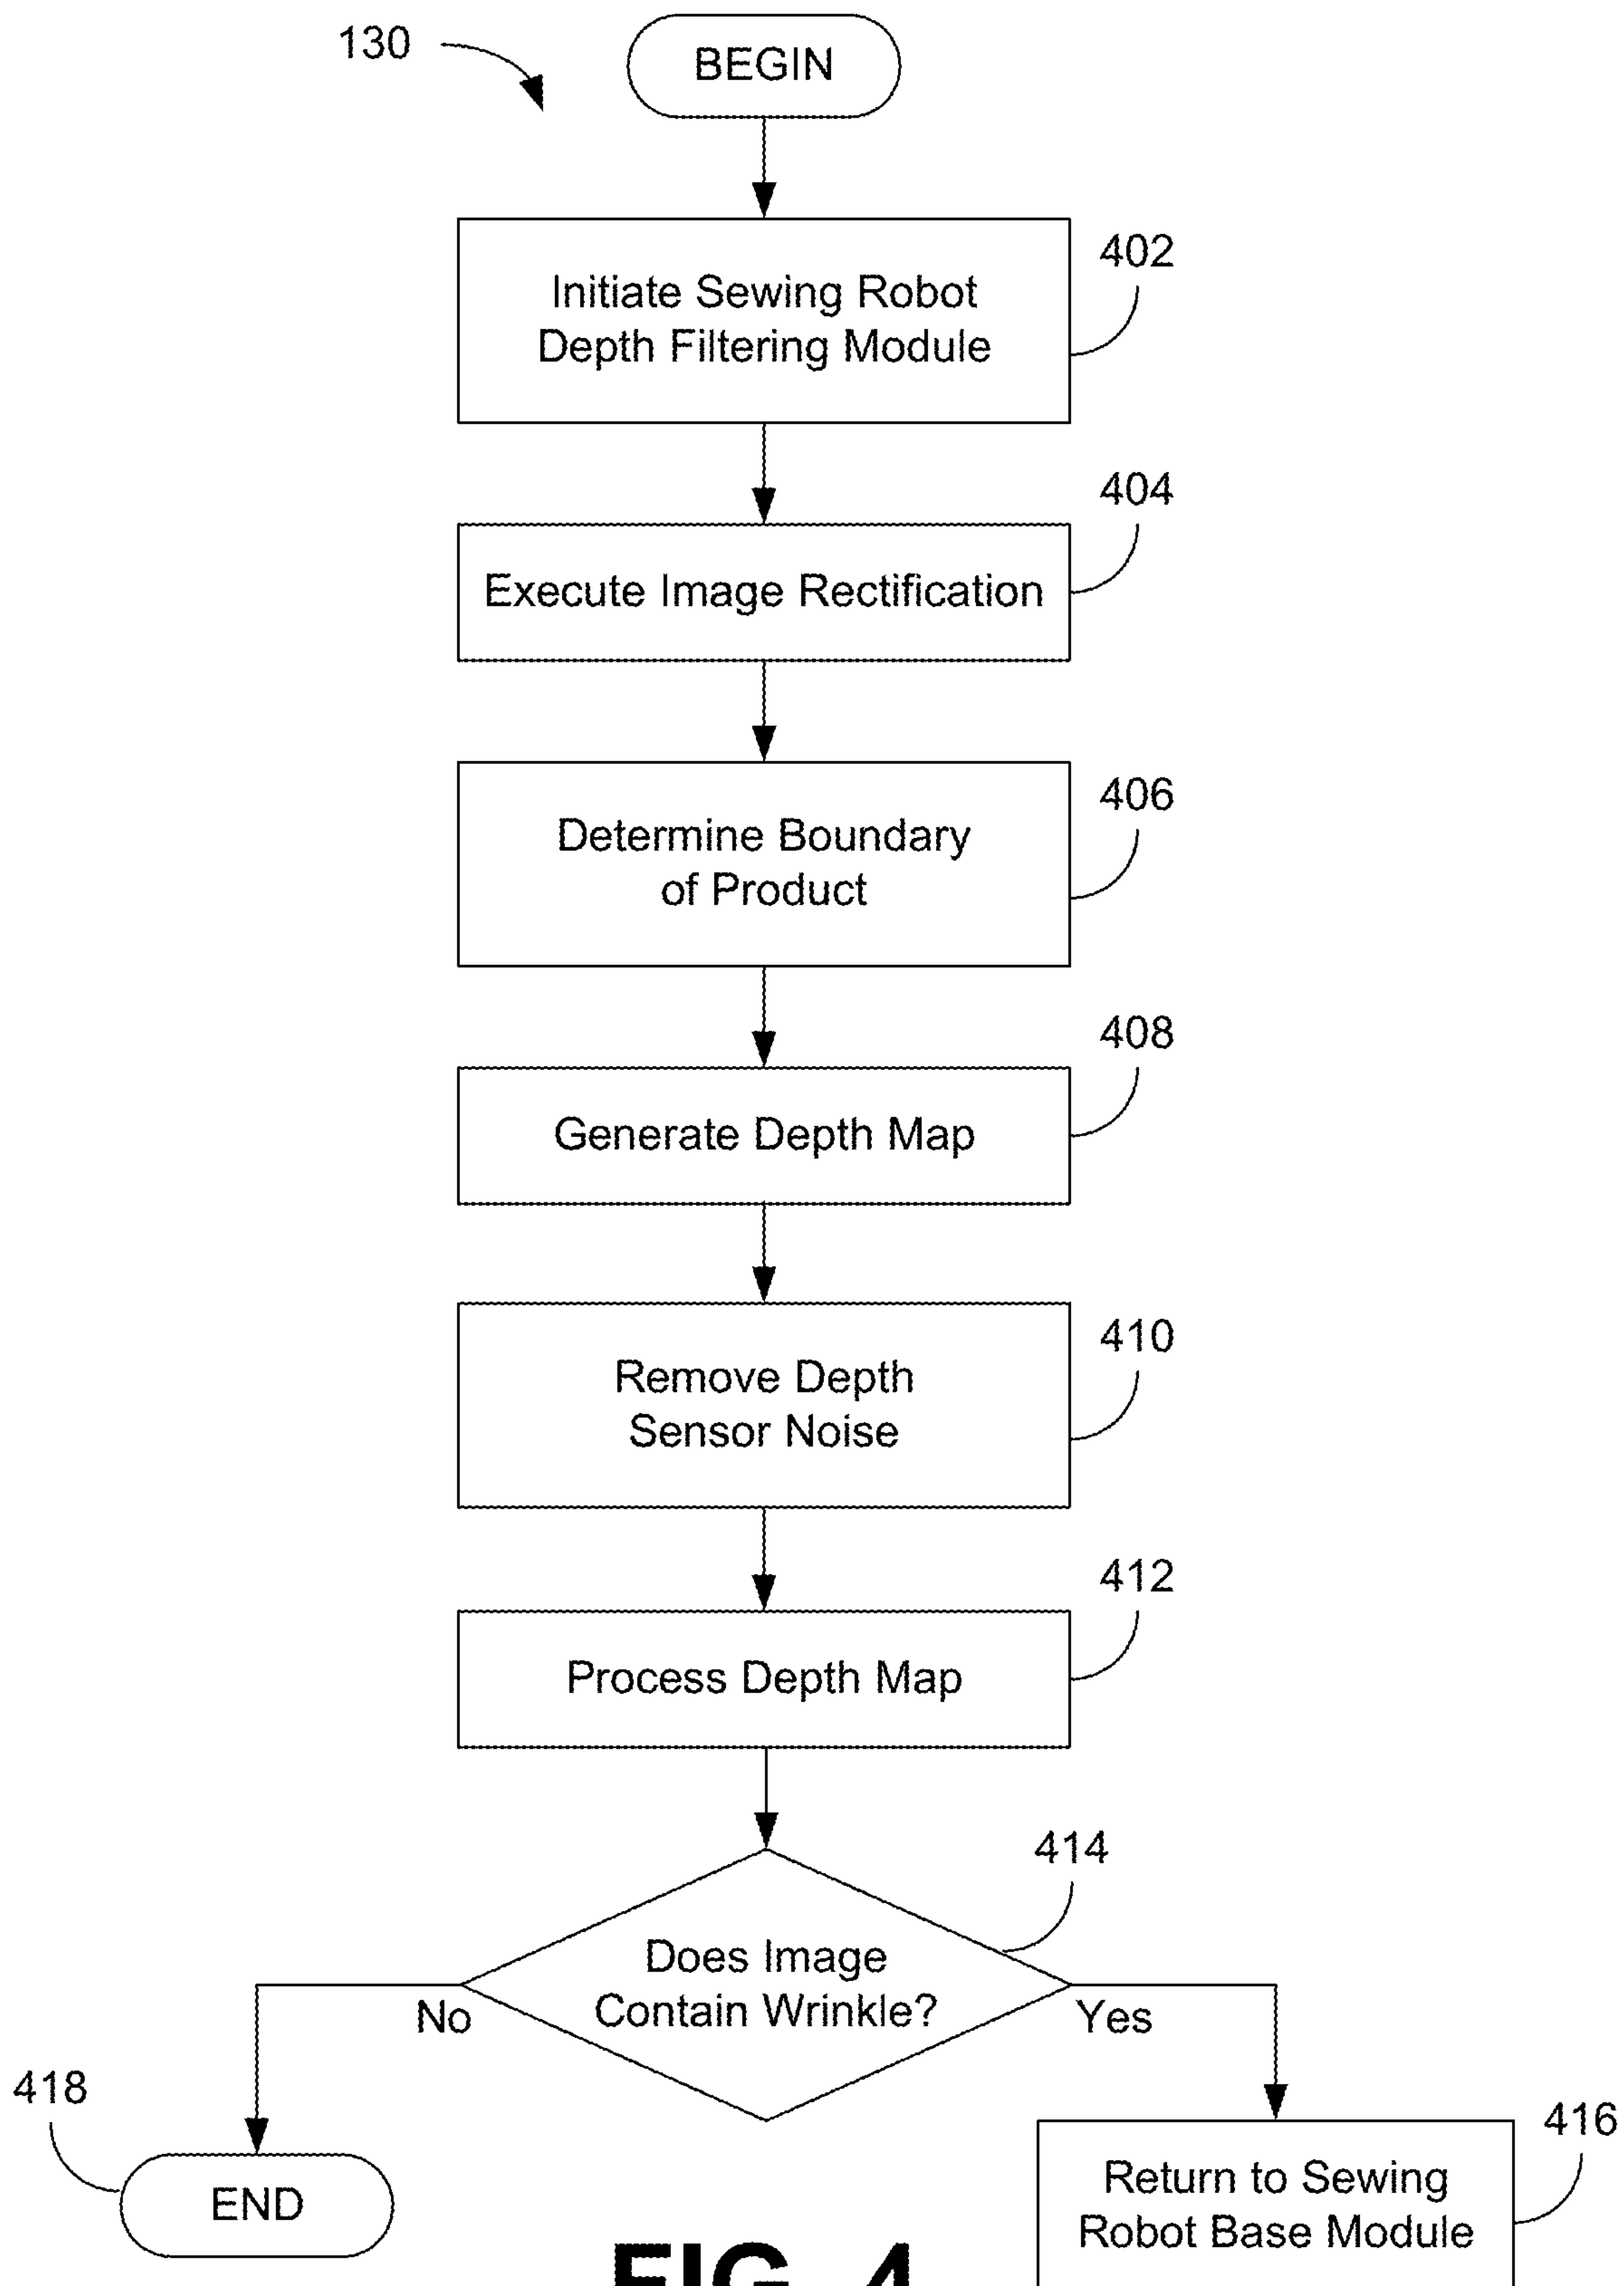 130
BEGIN
402
Initiate Sewing Robot
Depth Filtering Module
404
Execute Image Rectification
406
Determine Boundary
of Product
408
Generate Depth Map
410
Remove Depth
Sensor Noise
412
Process Depth Map
414
Does Image
Contain Wrinkle?
No
Yes
418
END
416
Return to Sewing
Robot Base Module
FIG. 4